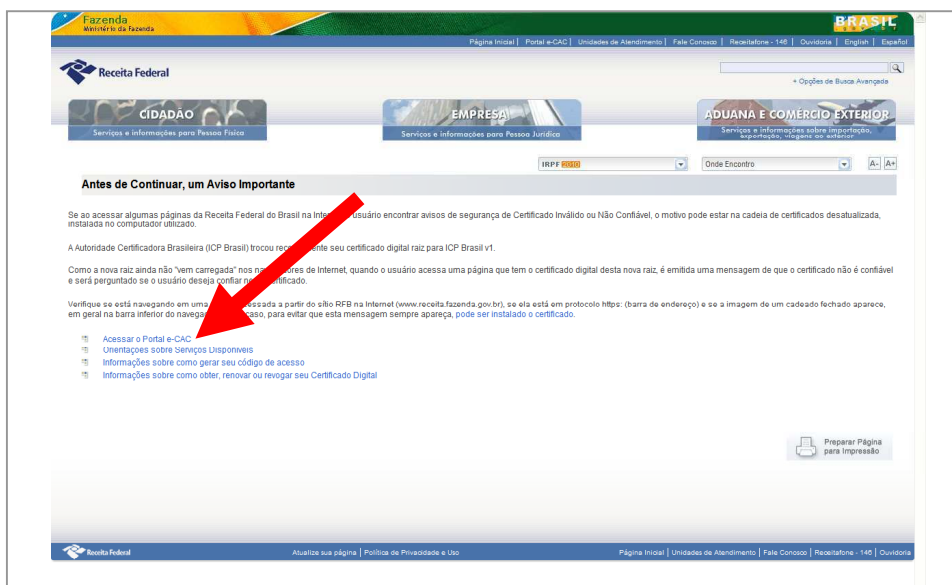 Fazenda
Ministério da Fazenda
BRASIL
Página Inicial | Portal e-CAC | Unidades de Atendimento | Fale Conosco | Receitafone - 146 | Ouvidoria | English | Español
Receita Federal
+ Opções de Busca Avançada
CIDADÃO
Serviços e informações para Pessoa Física
EMPRESA
Serviços e informações para Pessoa Jurídica
ADUANA E COMÉRCIO EXTERIOR
Serviços e informações sobre importação,
exportação, viagens ao exterior
IRPF 2010
Onde Encontro
A- A+
Antes de Continuar, um Aviso Importante
Se ao acessar algumas páginas da Receita Federal do Brasil na usuário encontrar avisos de segurança de Certificado Inválido ou Não Confiável, o motivo pode estar na cadeia de certificados desatualizada,
instalada no computador utilizado.
A Autoridade Certificadora Brasileira (ICP Brasil) trocou seu certificado digital raiz para ICP Brasil v1.
Como a nova raiz ainda não "vem carregada" nos de Internet, quando o usuário acessa uma página que tem o certificado digital desta nova raiz, é emitida uma mensagem de que o certificado não é confiável
e será perguntado se o usuário deseja confiar
Verifique se está navegando em uma a partir do sítio RFB na Internet (www.receita.fazenda.gov.br), se ela está em protocolo https: (barra de endereço) e se a imagem de um cadeado fechado aparece,
em geral na barra inferior do para evitar que esta mensagem sempre apareça, pode ser instalado o certificado.
Acessar o Portal e-CAC
Orientações sobre Serviços Disponíveis
Informações sobre como gerar seu código de acesso
Informações sobre como obter, renovar ou revogar seu Certificado Digital
Preparar Página
para Impressão
Receita Federal
Atualize sua página | Política de Privacidade e Uso
Página Inicial | Unidades de Atendimento | Fale Conosco | Receitafone - 146 | Ouvidoria